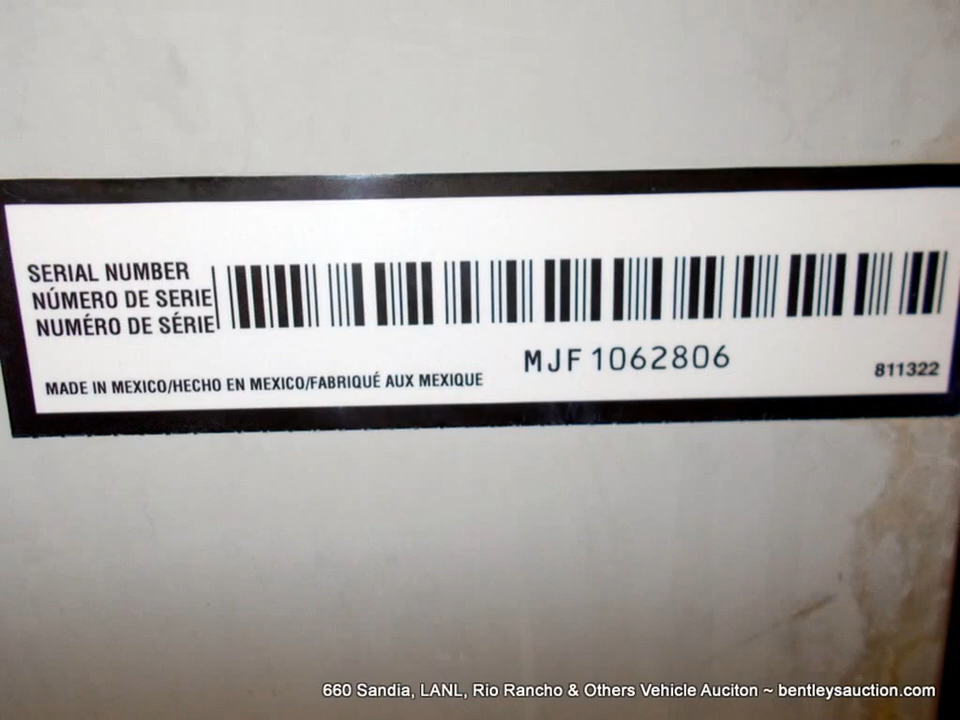 SERIAL NUMBER
NÚMERO DE SERIE
NUMÉRO DE SÉRIE
MJF1062806
MADE IN MEXICO/HECHO EN MEXICO/FABRIQUÉ AUX MEXIQUE
811322
660 Sandia, LANL, Rio Rancho & Others Vehicle Auciton ~ bentleysauction.com